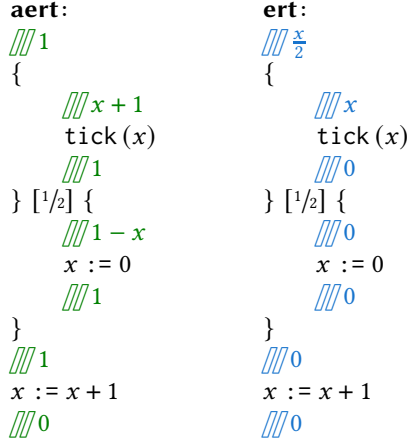 aert:
/// 1
{
/// x + 1
tick (x)
/// 1
} [1/2] {
/// 1 − x
x := 0
/// 1
}
/// 1
x := x + 1
/// 0
ert:
/// x/2
{
/// x
tick (x)
/// 0
} [1/2] {
/// 0
x := 0
/// 0
}
/// 0
x := x + 1
/// 0